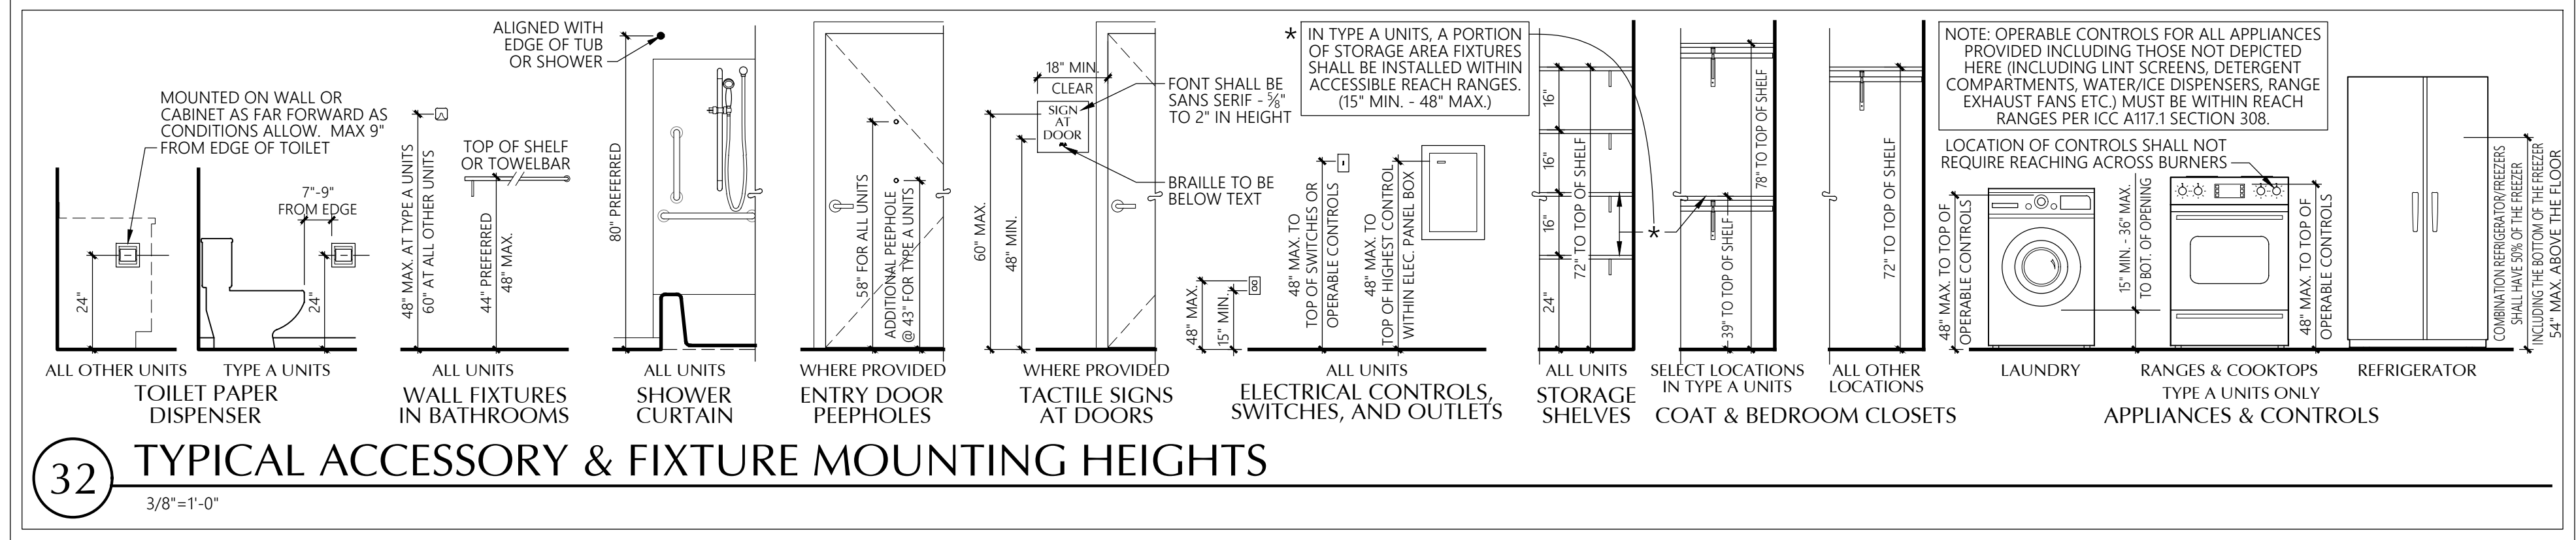 MOUNTED ON WALL OR
CABINET AS FAR FORWARD AS
CONDITIONS ALLOW. MAX 9"
FROM EDGE OF TOILET
7"-9"
FROM EDGE
24"
24"
ALL OTHER UNITS
TYPE A UNITS
TOILET PAPER
DISPENSER
48" MAX. AT TYPE A UNITS
60" AT ALL OTHER UNITS
TOP OF SHELF
OR TOWELBAR
44" PREFERRED
48" MAX.
ALL UNITS
WALL FIXTURES
IN BATHROOMS
ALIGNED WITH
EDGE OF TUB
OR SHOWER
80" PREFERRED
ALL UNITS
SHOWER
CURTAIN
58" FOR ALL UNITS
ADDITIONAL PEEPHOLE
@ 43" FOR TYPE A UNITS
WHERE PROVIDED
ENTRY DOOR
PEEPHOLES
18" MIN.
CLEAR
SIGN
AT
DOOR
FONT SHALL BE
SANS SERIF - 5/8"
TO 2" IN HEIGHT
BRAILLE TO BE
BELOW TEXT
60" MAX.
48" MIN.
WHERE PROVIDED
TACTILE SIGNS
AT DOORS
48" MAX.
15" MIN.
48" MAX. TO
TOP OF SWITCHES OR
OPERABLE CONTROLS
48" MAX. TO
TOP OF HIGHEST CONTROL
WITHIN ELEC. PANEL BOX
ALL UNITS
ELECTRICAL CONTROLS,
SWITCHES, AND OUTLETS
* IN TYPE A UNITS, A PORTION
OF STORAGE AREA FIXTURES
SHALL BE INSTALLED WITHIN
ACCESSIBLE REACH RANGES.
(15" MIN. - 48" MAX.)
16"
16"
16"
24"
72" TO TOP OF SHELF
*
ALL UNITS
STORAGE
SHELVES
78" TO TOP OF SHELF
39" TO TOP OF SHELF
SELECT LOCATIONS
IN TYPE A UNITS
72" TO TOP OF SHELF
ALL OTHER
LOCATIONS
COAT & BEDROOM CLOSETS
NOTE: OPERABLE CONTROLS FOR ALL APPLIANCES
PROVIDED INCLUDING THOSE NOT DEPICTED
HERE (INCLUDING LINT SCREENS, DETERGENT
COMPARTMENTS, WATER/ICE DISPENSERS, RANGE
EXHAUST FANS ETC.) MUST BE WITHIN REACH
RANGES PER ICC A117.1 SECTION 308.
LOCATION OF CONTROLS SHALL NOT
REQUIRE REACHING ACROSS BURNERS
48" MAX. TO TOP OF
OPERABLE CONTROLS
15" MIN. - 36" MAX.
TO BOT. OF OPENING
48" MAX. TO TOP OF
OPERABLE CONTROLS
COMBINATION REFRIGERATOR/FREEZERS
SHALL HAVE 50% OF THE FREEZER
INCLUDING THE BOTTOM OF THE FREEZER
54" MAX. ABOVE THE FLOOR
LAUNDRY
RANGES & COOKTOPS
REFRIGERATOR
TYPE A UNITS ONLY
APPLIANCES & CONTROLS
32
TYPICAL ACCESSORY & FIXTURE MOUNTING HEIGHTS
3/8"=1'-0"